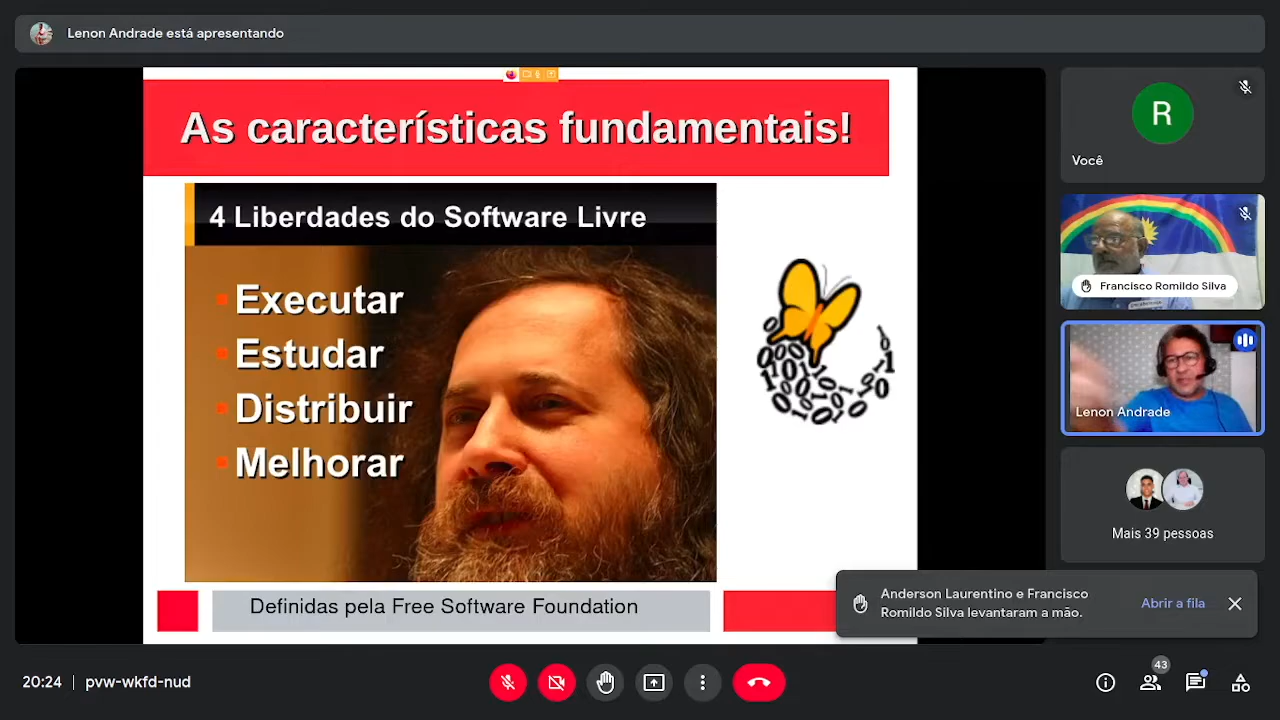 Lenon Andrade está apresentando
As características fundamentais!
4 Liberdades do Software Livre
Executar
Estudar
Distribuir
Melhorar
Definidas pela Free Software Foundation
R
Você
Francisco Romildo Silva
Lenon Andrade
Mais 39 pessoas
Anderson Laurentino e Francisco
Romildo Silva levantaram a mão.
Abrir a fila
20:24 | pvw-wkfd-nud
43